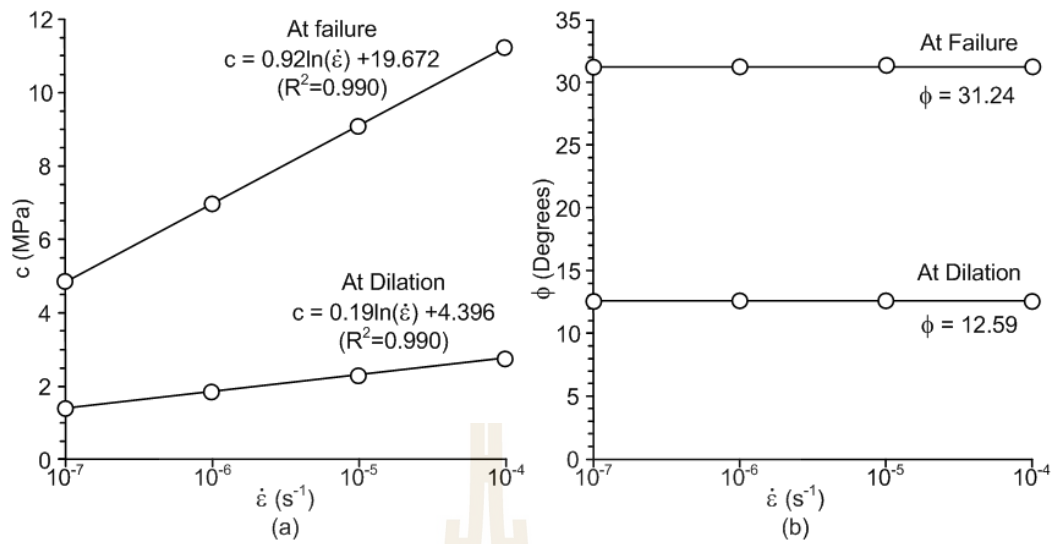 12
10
8
6
4
2
0
c (MPa)
At failure
c = 0.92ln(ε̇) +19.672
(R²=0.990)
At Dilation
c = 0.19ln(ε̇) +4.396
(R²=0.990)
10⁻⁷ 10⁻⁶ 10⁻⁵ 10⁻⁴
ε̇ (s⁻¹)
(a)
35
30
25
20
15
10
5
0
ϕ (Degrees)
At Failure
ϕ = 31.24
At Dilation
ϕ = 12.59
10⁻⁷ 10⁻⁶ 10⁻⁵ 10⁻⁴
ε̇ (s⁻¹)
(b)